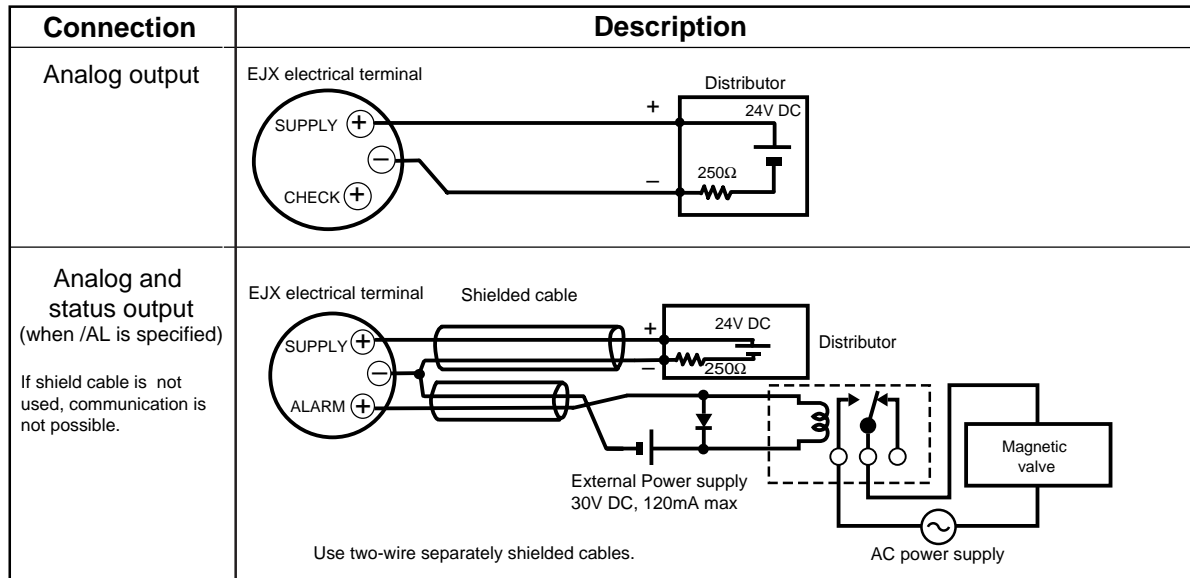 Connection
Description
Analog output
EJX electrical terminal
Distributor
SUPPLY +
+
24V DC
−
CHECK +
250Ω
−
Analog and
status output
(when /AL is specified)
If shield cable is not
used, communication is
not possible.
EJX electrical terminal
Shielded cable
SUPPLY +
+
24V DC
Distributor
−
−
250Ω
ALARM +
External Power supply
30V DC, 120mA max
Magnetic
valve
Use two-wire separately shielded cables.
AC power supply